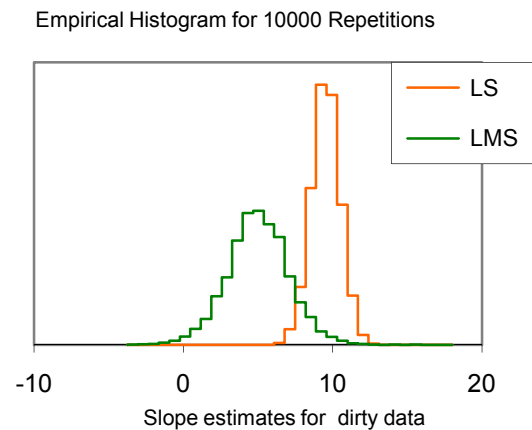 Empirical Histogram for 10000 Repetitions
LS
LMS
-10 0 10 20
Slope estimates for dirty data